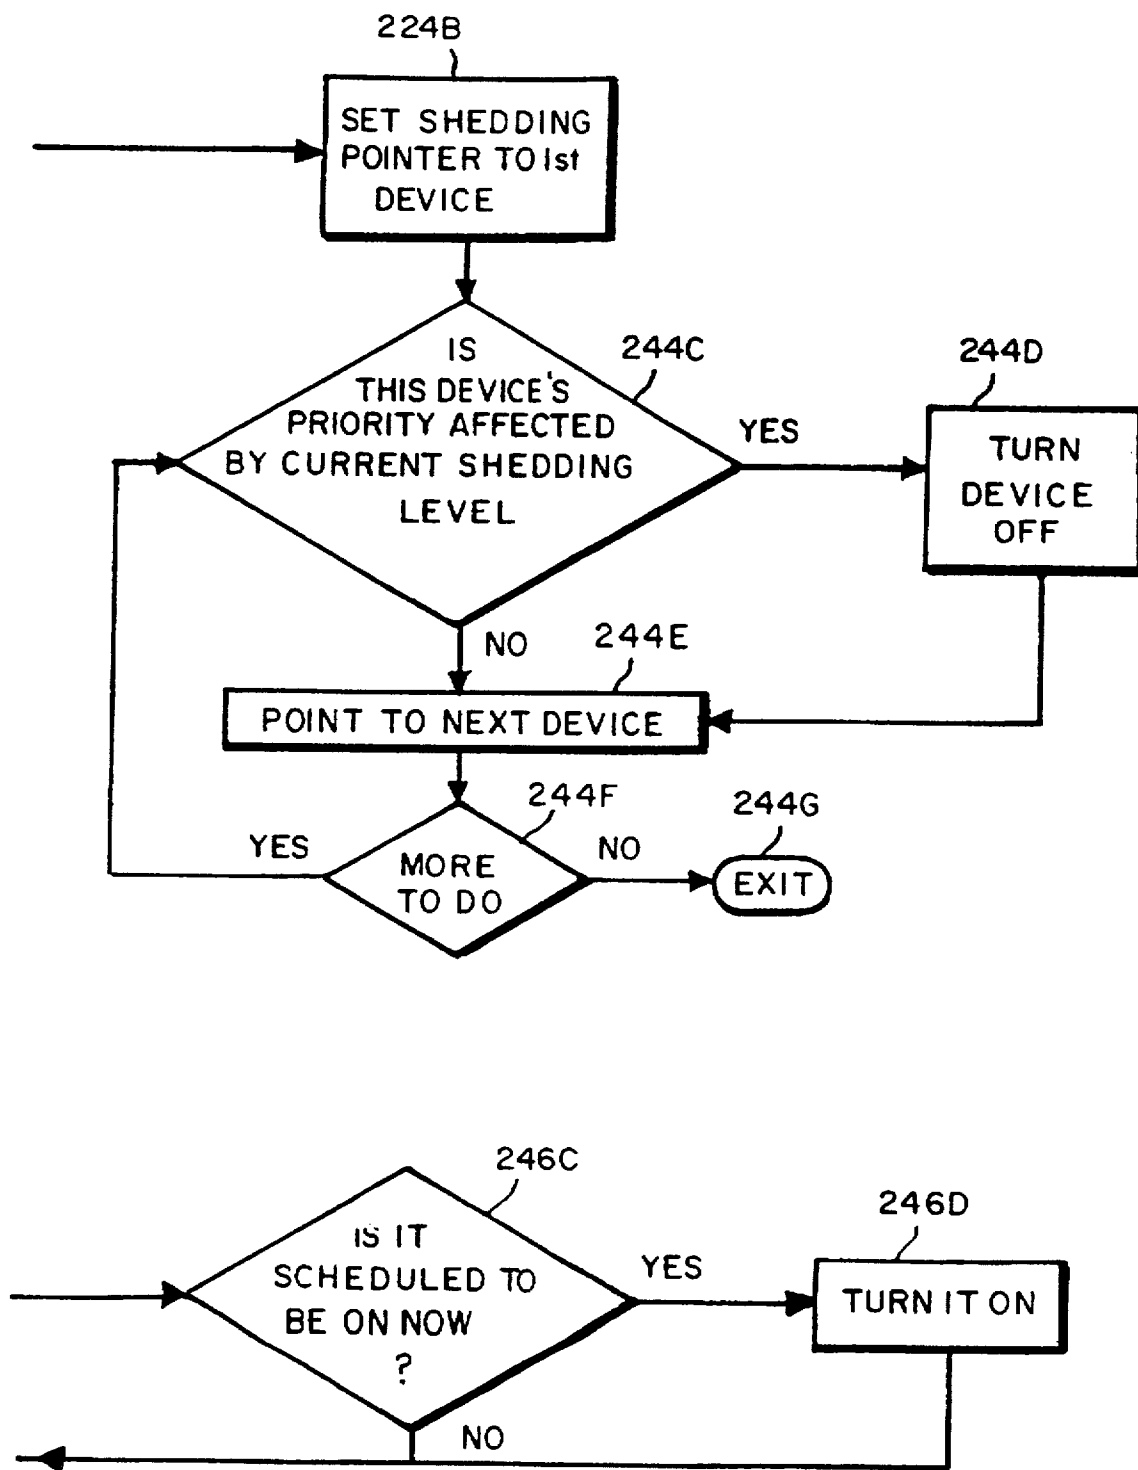 224B
SET SHEDDING
POINTER TO 1st
DEVICE
IS
THIS DEVICE'S
PRIORITY AFFECTED
BY CURRENT SHEDDING
LEVEL
244C
YES
244D
TURN
DEVICE
OFF
NO
244E
POINT TO NEXT DEVICE
244F
YES
MORE
TO DO
NO
244G
EXIT
246C
IS IT
SCHEDULED TO
BE ON NOW
?
YES
246D
TURN IT ON
NO